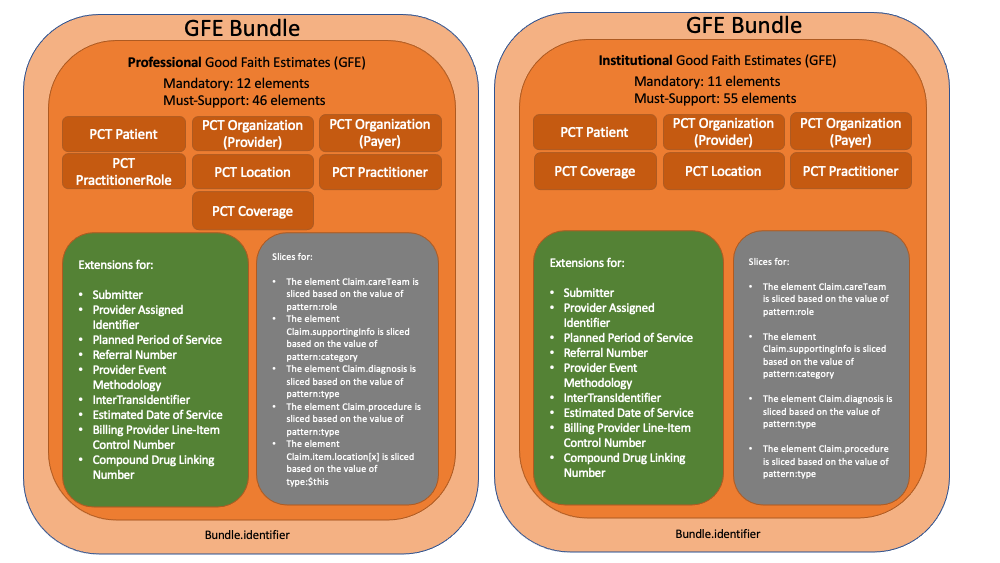 GFE Bundle
Professional Good Faith Estimates (GFE)
Mandatory: 12 elements
Must-Support: 46 elements
PCT Patient
PCT Organization
(Provider)
PCT Organization
(Payer)
PCT
PractitionerRole
PCT Location
PCT Practitioner
PCT Coverage
Extensions for:
• Submitter
• Provider Assigned
Identifier
• Planned Period of Service
• Referral Number
• Provider Event
Methodology
• InterTransIdentifier
• Estimated Date of Service
• Billing Provider Line-Item
Control Number
• Compound Drug Linking
Number
Slices for:
• The element Claim.careTeam is
sliced based on the value of
pattern:role
• The element
Claim.supportingInfo is sliced
based on the value of
pattern:category
• The element Claim.diagnosis is
sliced based on the value of
pattern:type
• The element Claim.procedure is
sliced based on the value of
pattern:type
• The element
Claim.item.location[x] is sliced
based on the value of
type:$this
Bundle.identifier
GFE Bundle
Institutional Good Faith Estimates (GFE)
Mandatory: 11 elements
Must-Support: 55 elements
PCT Patient
PCT Organization
(Provider)
PCT Organization
(Payer)
PCT Coverage
PCT Location
PCT Practitioner
Extensions for:
• Submitter
• Provider Assigned
Identifier
• Planned Period of Service
• Referral Number
• Provider Event
Methodology
• InterTransIdentifier
• Estimated Date of Service
• Billing Provider Line-Item
Control Number
• Compound Drug Linking
Number
Slices for:
• The element Claim.careTeam
is sliced based on the value of
pattern:role
• The element
Claim.supportingInfo is sliced
based on the value of
pattern:category
• The element Claim.diagnosis is
sliced based on the value of
pattern:type
• The element Claim.procedure
is sliced based on the value of
pattern:type
Bundle.identifier